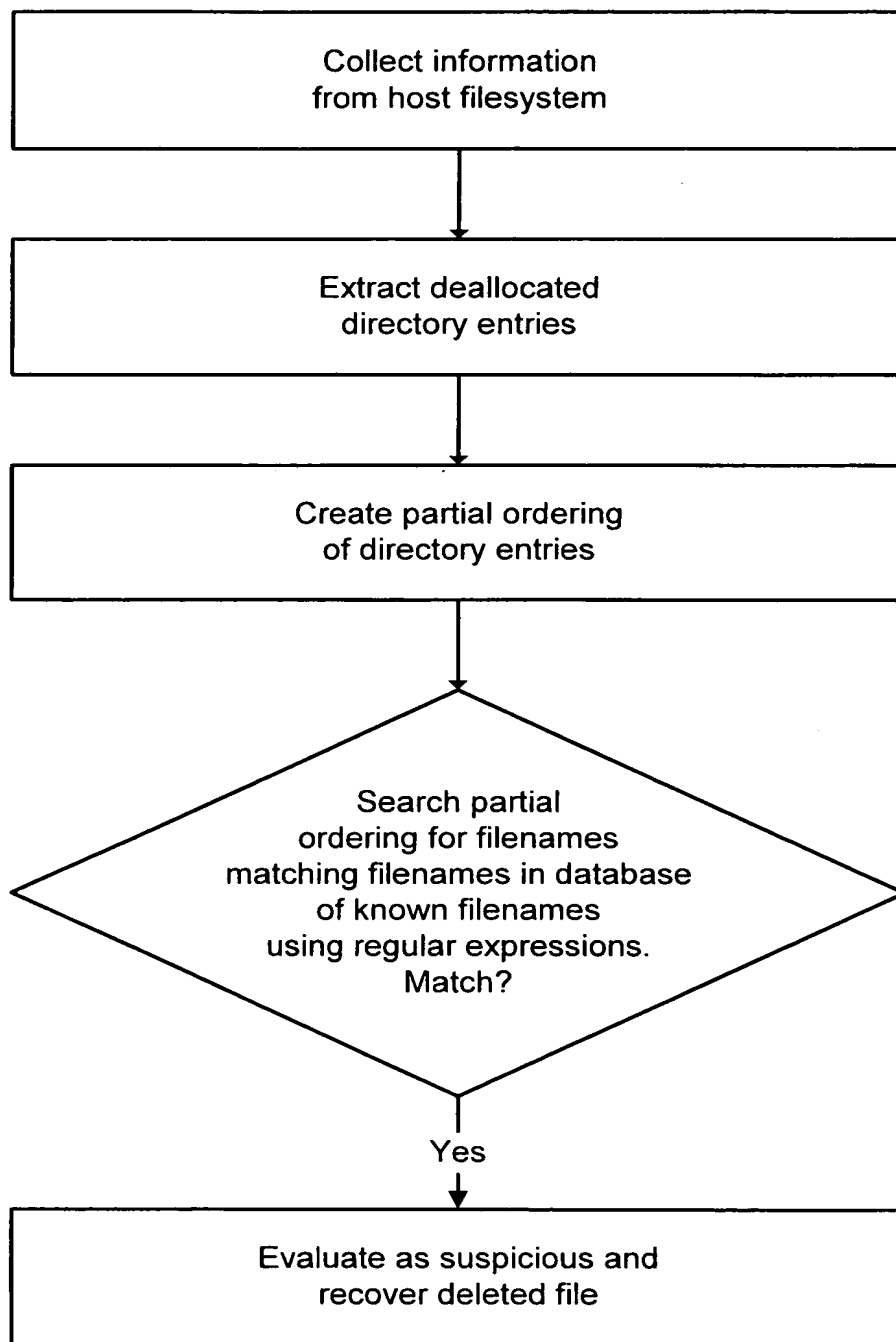 Collect information
from host filesystem
Extract deallocated
directory entries
Create partial ordering
of directory entries
Search partial
ordering for filenames
matching filenames in database
of known filenames
using regular expressions.
Match?
Yes
Evaluate as suspicious and
recover deleted file